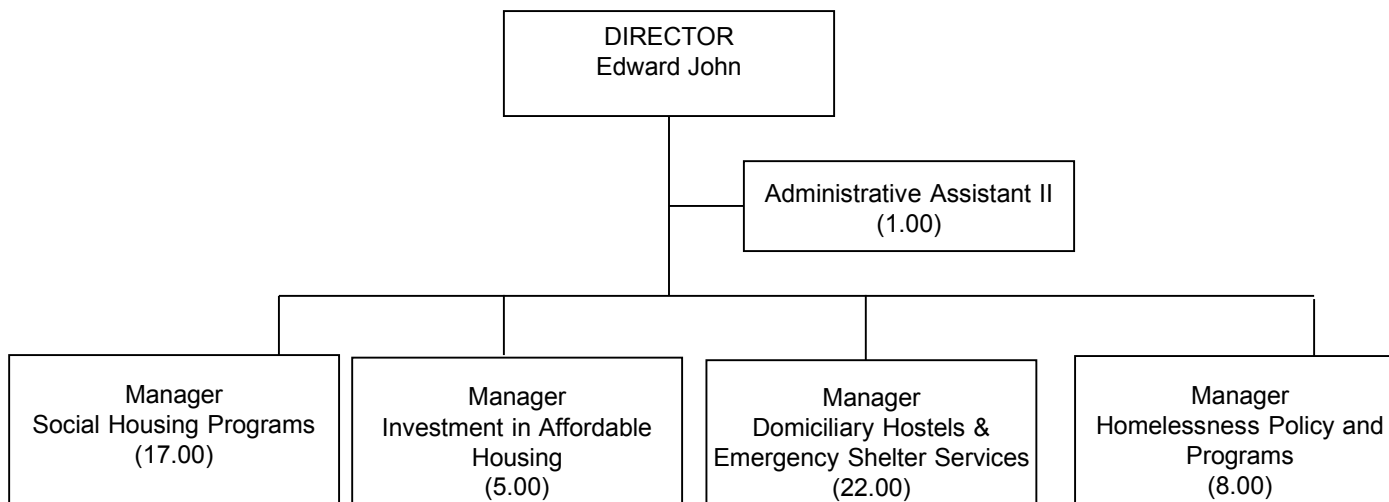 DIRECTOR
Edward John
Administrative Assistant II
(1.00)
Manager
Social Housing Programs
(17.00)
Manager
Investment in Affordable
Housing
(5.00)
Manager
Domiciliary Hostels &
Emergency Shelter Services
(22.00)
Manager
Homelessness Policy and
Programs
(8.00)